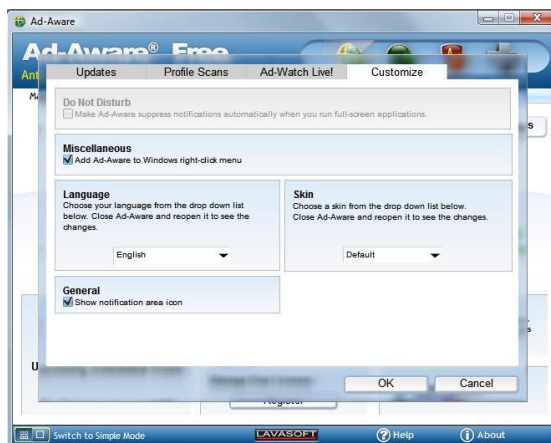 Ad-Aware
Ad-Aware® Free
Ant
Updates
Profile Scans
Ad-Watch Live!
Customize
Do Not Disturb
Make Ad-Aware suppress notifications automatically when you run full-screen applications.
Miscellaneous
Add Ad-Aware to Windows right-click menu
Language
Choose your language from the drop down list
below. Close Ad-Aware and reopen it to see the
changes.
English
Skin
Choose a skin from the drop down list below.
Close Ad-Aware and reopen it to see the changes.
Default
General
Show notification area icon
OK
Cancel
Register
Switch to Simple Mode
LAVASOFT
Help
About